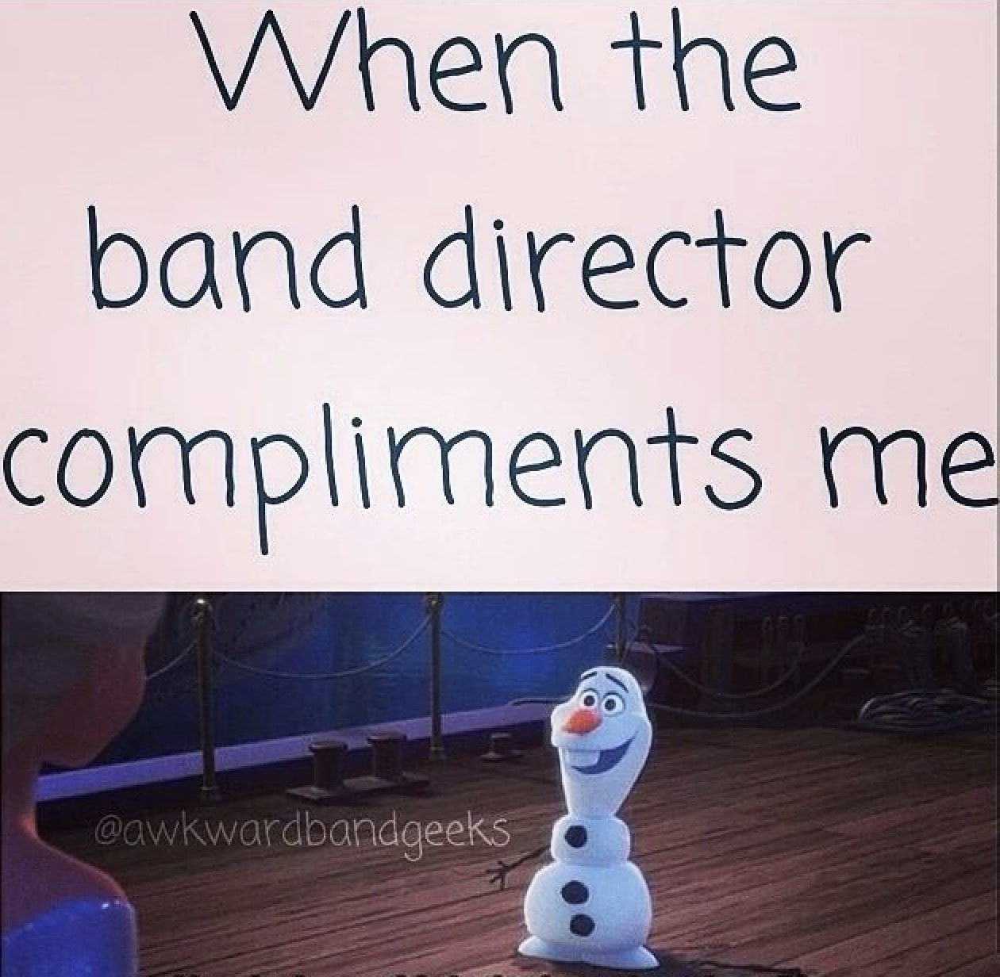 When the
band director
compliments me
@awkwardbandgeeks